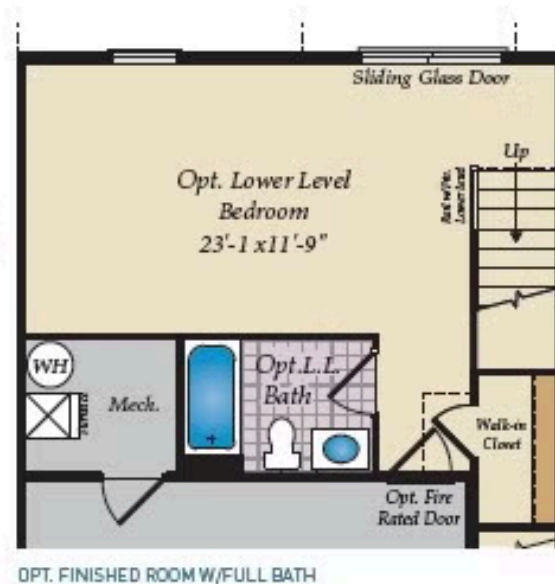 Sliding Glass Door
Opt. Lower Level
Bedroom
23'-1 x11'-9"
Up
WH
Mech.
Furnace
Opt.L.L.
Bath
Walk-in
Closet
Opt. Fire
Rated Door
OPT. FINISHED ROOM W/FULL BATH